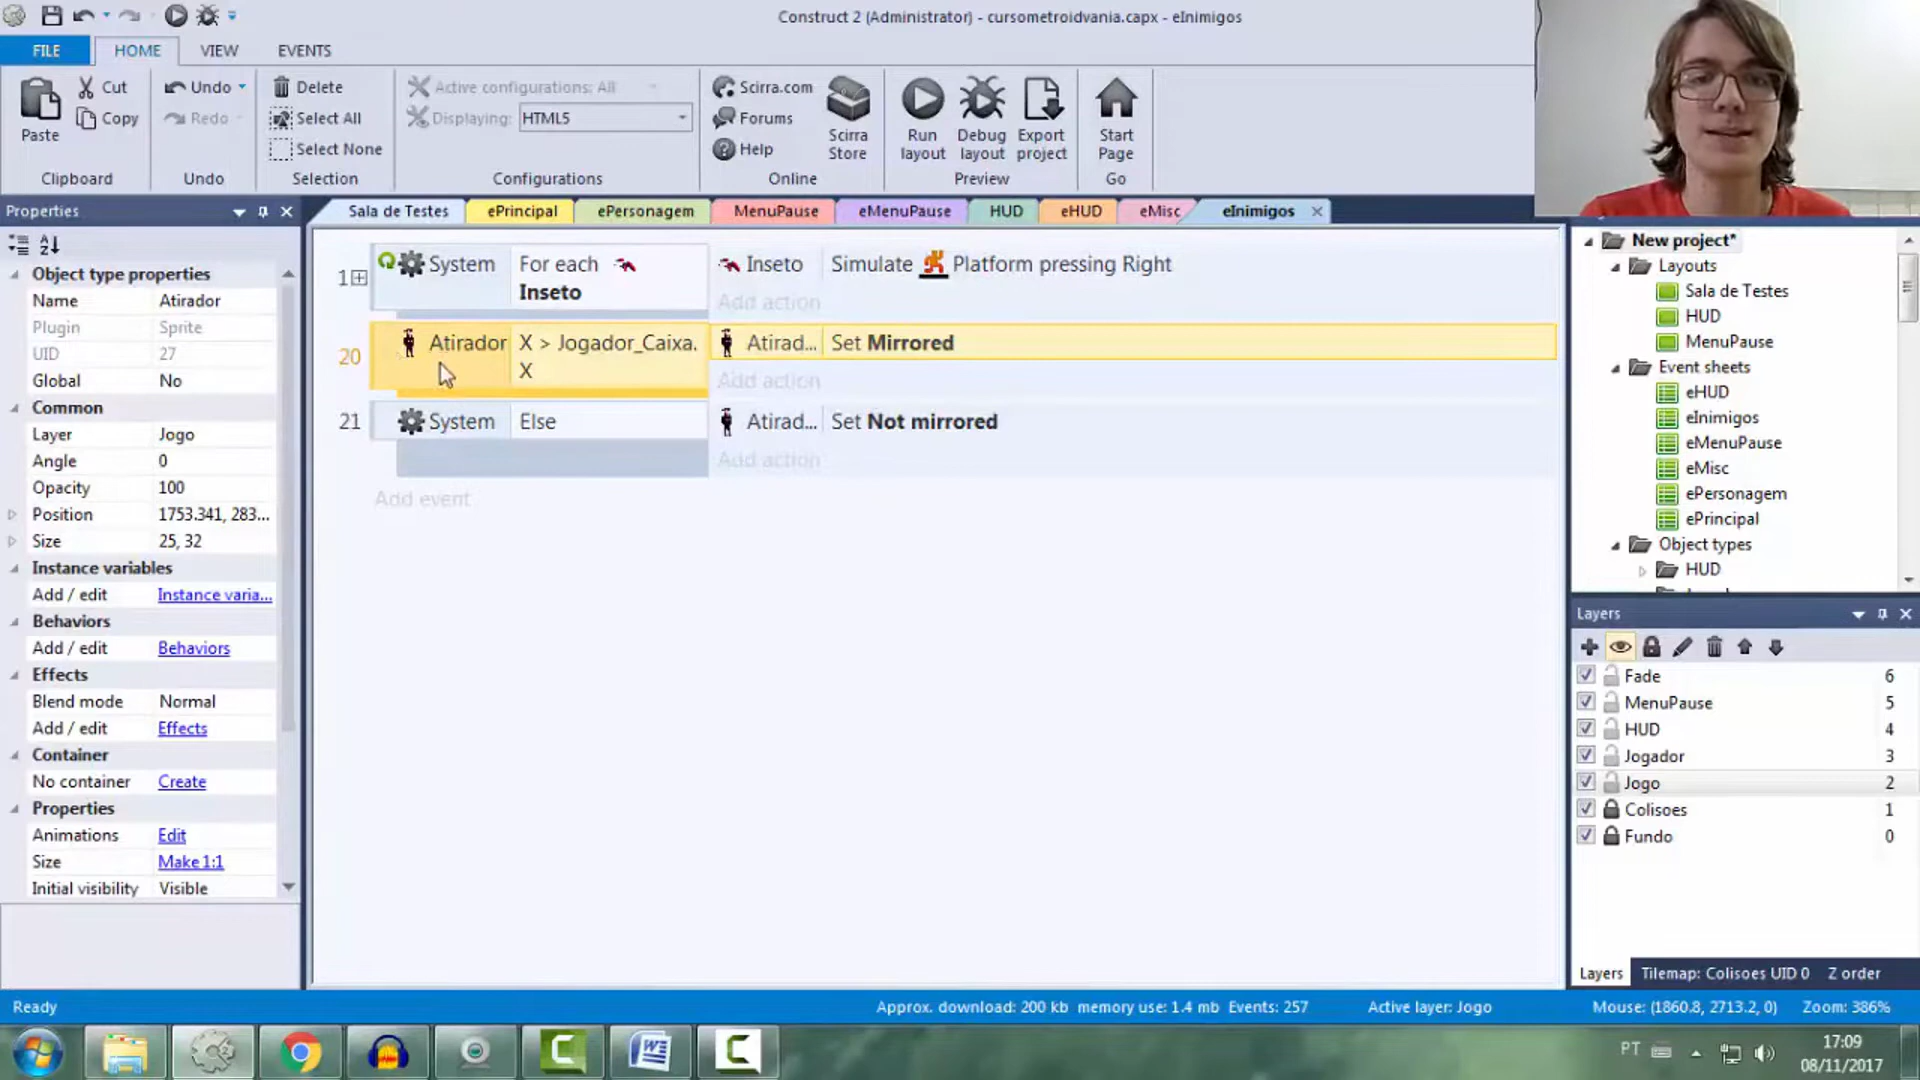 Construct 2 (Administrator) - cursometroidvania.capx - eInimigos
FILE HOME VIEW EVENTS
Paste
Cut
Copy
Clipboard
Undo
Redo
Undo
Delete
Select All
Select None
Selection
Active configurations: All
Displaying: HTML5
Configurations
Scirra.com
Forums
Help
Scirra Store
Online
Run layout
Debug layout
Export project
Preview
Start Page
Go
Properties
Sala de Testes ePrincipal ePersonagem MenuPause eMenuPause HUD eHUD eMisc eInimigos
Object type properties
Name Atirador
Plugin Sprite
UID 27
Global No
Common
Layer Jogo
Angle 0
Opacity 100
Position 1753.341, 283...
Size 25, 32
Instance variables
Add / edit Instance varia...
Behaviors
Add / edit Behaviors
Effects
Blend mode Normal
Add / edit Effects
Container
No container Create
Properties
Animations Edit
Size Make 1:1
Initial visibility Visible
1 System For each Inseto
Inseto Simulate Platform pressing Right
Add action
20 Atirador X > Jogador_Caixa.
X
Atirad... Set Mirrored
Add action
21 System Else
Atirad... Set Not mirrored
Add action
Add event
New project*
Layouts
Sala de Testes
HUD
MenuPause
Event sheets
eHUD
eInimigos
eMenuPause
eMisc
ePersonagem
ePrincipal
Object types
HUD
Layers
Fade 6
MenuPause 5
HUD 4
Jogador 3
Jogo 2
Colisoes 1
Fundo 0
Layers Tilemap: Colisoes UID 0 Z order
Ready
Approx. download: 200 kb memory use: 1.4 mb Events: 257
Active layer: Jogo
Mouse: (1860.8, 2713.2, 0)
Zoom: 386%
PT
17:09
08/11/2017